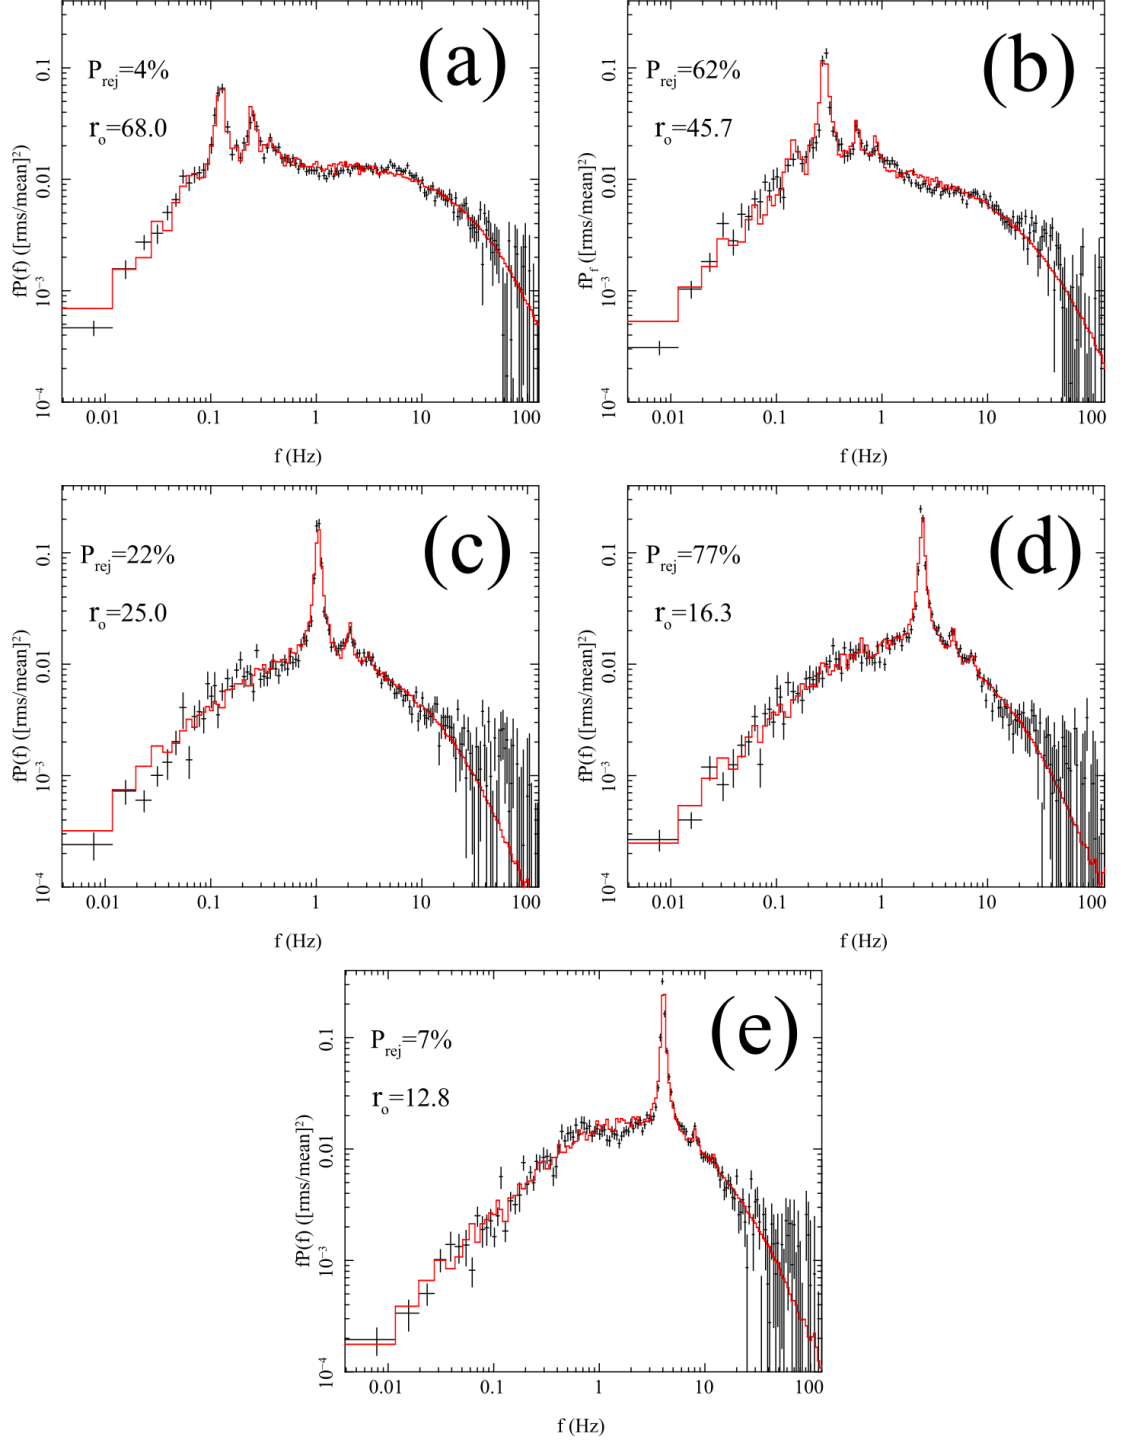 (a)
P_rej=4%
r_o=68.0
fP(f) ([rms/mean]²)
0.1
0.01
10⁻³
10⁻⁴
0.01 0.1 1 10 100
f (Hz)
(b)
P_rej=62%
r_o=45.7
fP_f ([rms/mean]²)
0.1
0.01
10⁻³
10⁻⁴
0.01 0.1 1 10 100
f (Hz)
(c)
P_rej=22%
r_o=25.0
fP(f) ([rms/mean]²)
0.1
0.01
10⁻³
10⁻⁴
0.01 0.1 1 10 100
f (Hz)
(d)
P_rej=77%
r_o=16.3
fP(f) ([rms/mean]²)
0.1
0.01
10⁻³
10⁻⁴
0.01 0.1 1 10 100
f (Hz)
(e)
P_rej=7%
r_o=12.8
fP(f) ([rms/mean]²)
0.1
0.01
10⁻³
10⁻⁴
0.01 0.1 1 10 100
f (Hz)